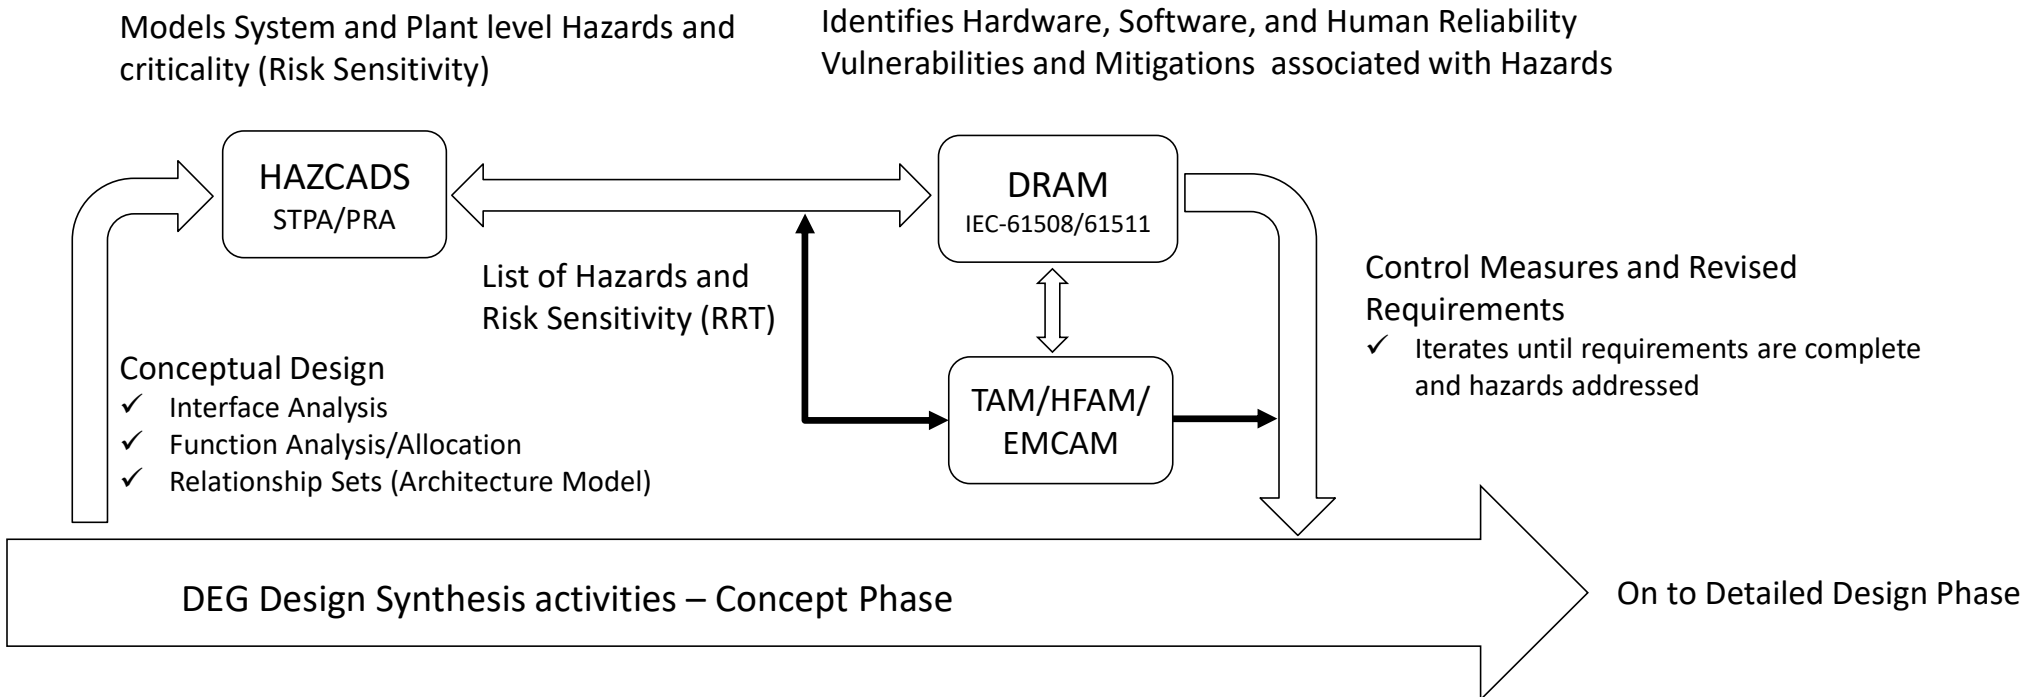 Models System and Plant level Hazards and
criticality (Risk Sensitivity)
Identifies Hardware, Software, and Human Reliability
Vulnerabilities and Mitigations associated with Hazards
HAZCADS
STPA/PRA
DRAM
IEC-61508/61511
List of Hazards and
Risk Sensitivity (RRT)
Control Measures and Revised
Requirements
✓ Iterates until requirements are complete
and hazards addressed
Conceptual Design
✓ Interface Analysis
✓ Function Analysis/Allocation
✓ Relationship Sets (Architecture Model)
TAM/HFAM/
EMCAM
DEG Design Synthesis activities – Concept Phase
On to Detailed Design Phase